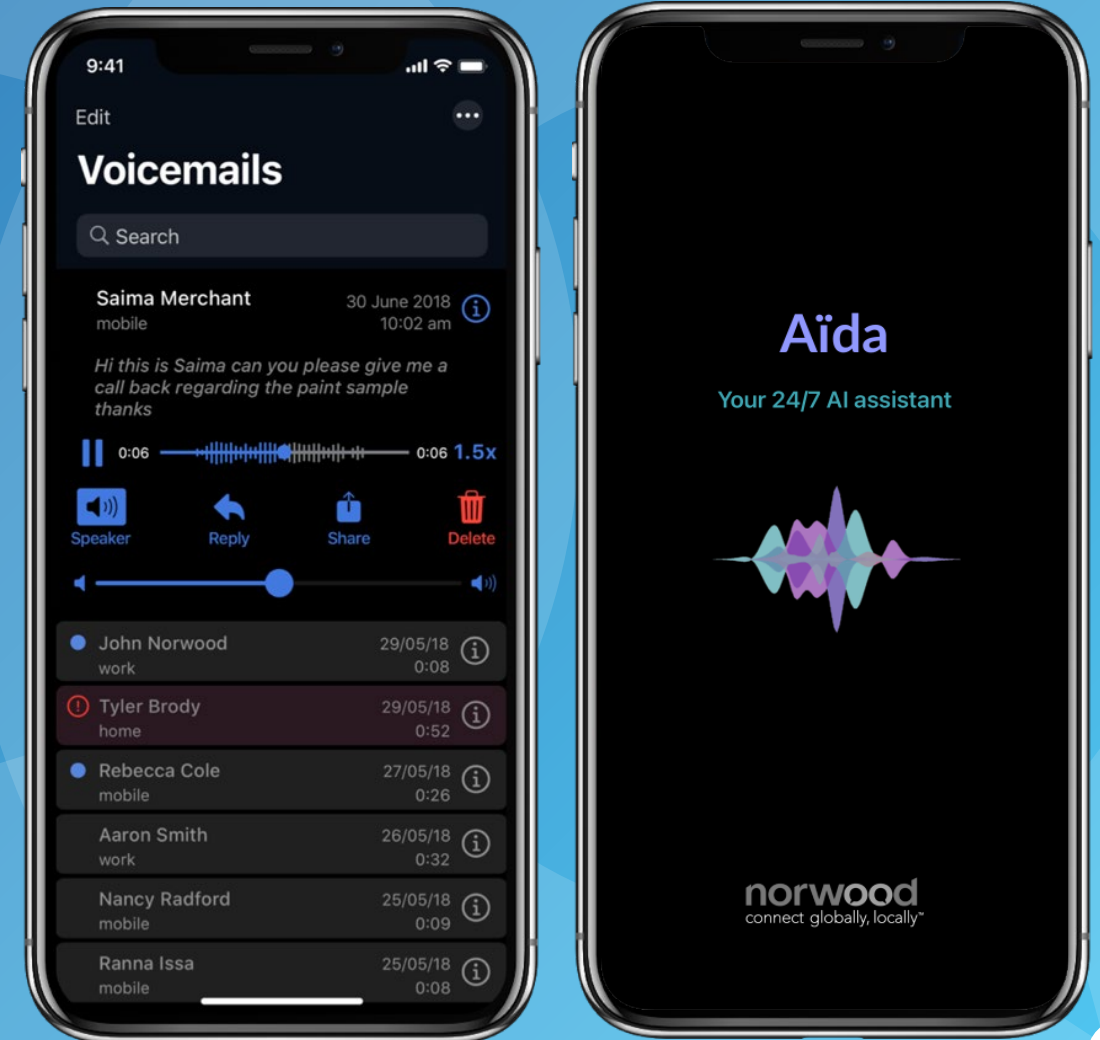 9:41
Edit
Voicemails
Search
Saima Merchant
30 June 2018
mobile
10:02 am
Hi this is Saima can you please give me a
call back regarding the paint sample
thanks
0:06
0:06 1.5x
Speaker
Reply
Share
Delete
John Norwood
29/05/18
work
0:08
Tyler Brody
29/05/18
home
0:52
Rebecca Cole
27/05/18
mobile
0:26
Aaron Smith
26/05/18
work
0:32
Nancy Radford
25/05/18
mobile
0:09
Ranna Issa
25/05/18
mobile
0:08
Aïda
Your 24/7 AI assistant
norwood
connect globally, locally™